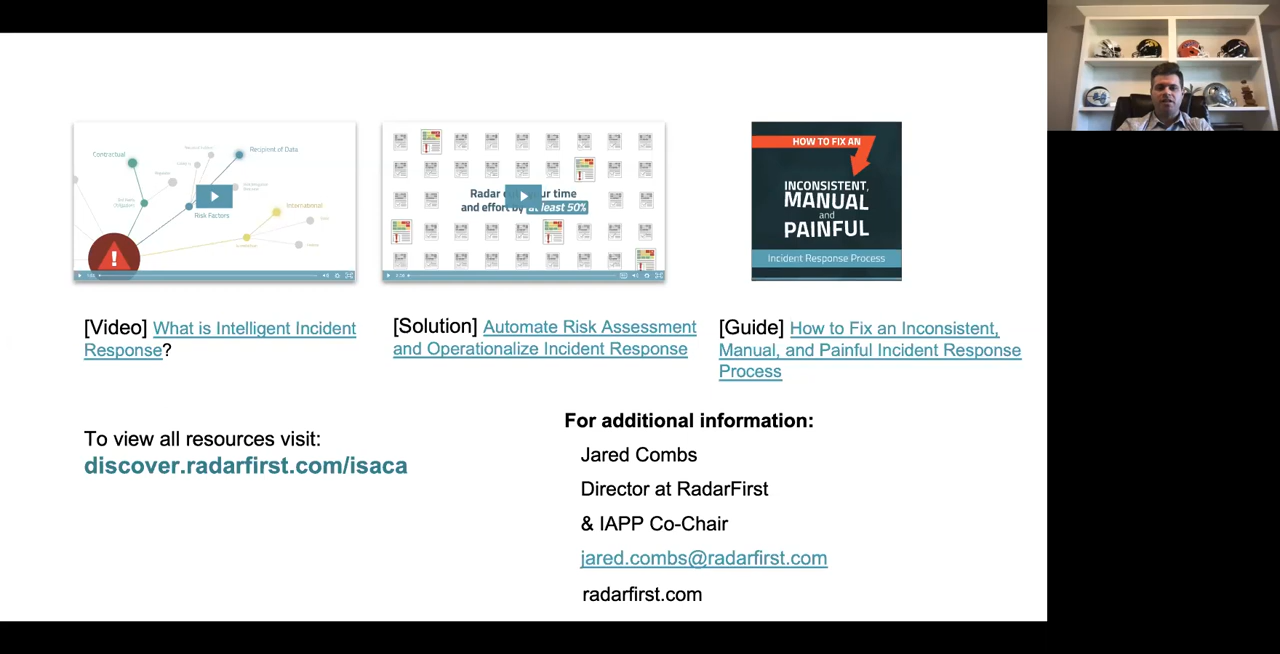 Contractual
Recipient of Data
Risk Factors
International
Radar cuts your time
and effort by at least 50%
HOW TO FIX AN
INCONSISTENT,
MANUAL
and
PAINFUL
Incident Response Process
[Video] What is Intelligent Incident
Response?
[Solution] Automate Risk Assessment
and Operationalize Incident Response
[Guide] How to Fix an Inconsistent,
Manual, and Painful Incident Response
Process
To view all resources visit:
discover.radarfirst.com/isaca
For additional information:
Jared Combs
Director at RadarFirst
& IAPP Co-Chair
jared.combs@radarfirst.com
radarfirst.com